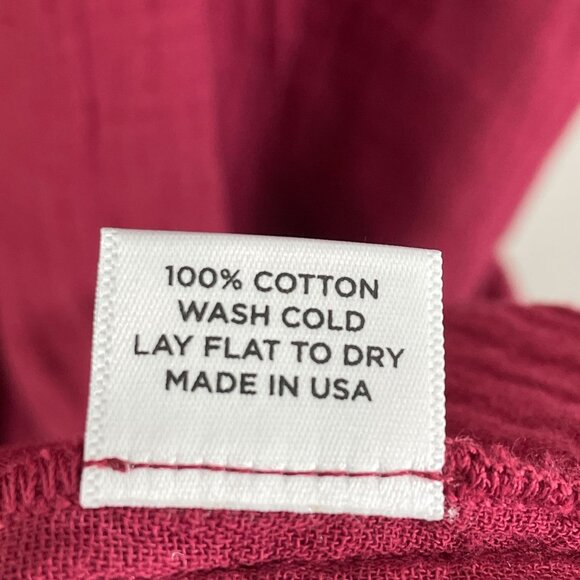 100% COTTON
WASH COLD
LAY FLAT TO DRY
MADE IN USA